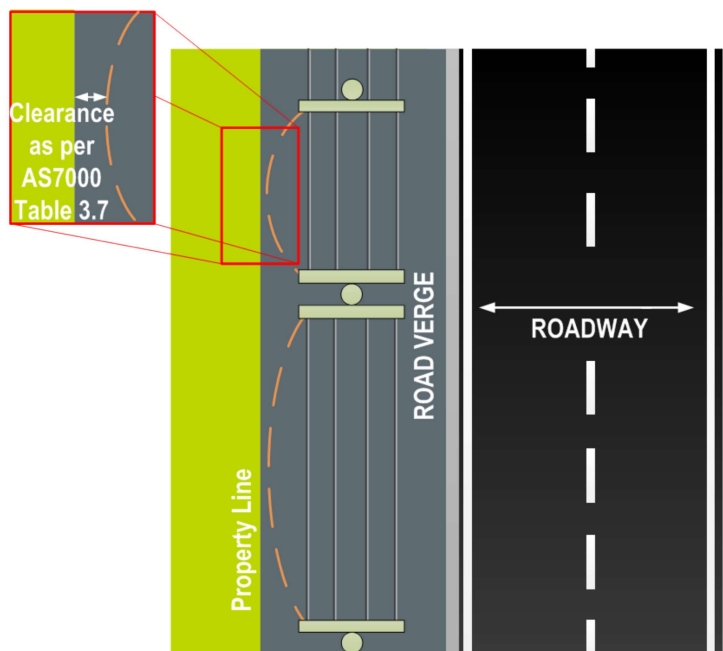 Clearance
as per
AS7000
Table 3.7
ROAD VERGE
ROADWAY
Property Line